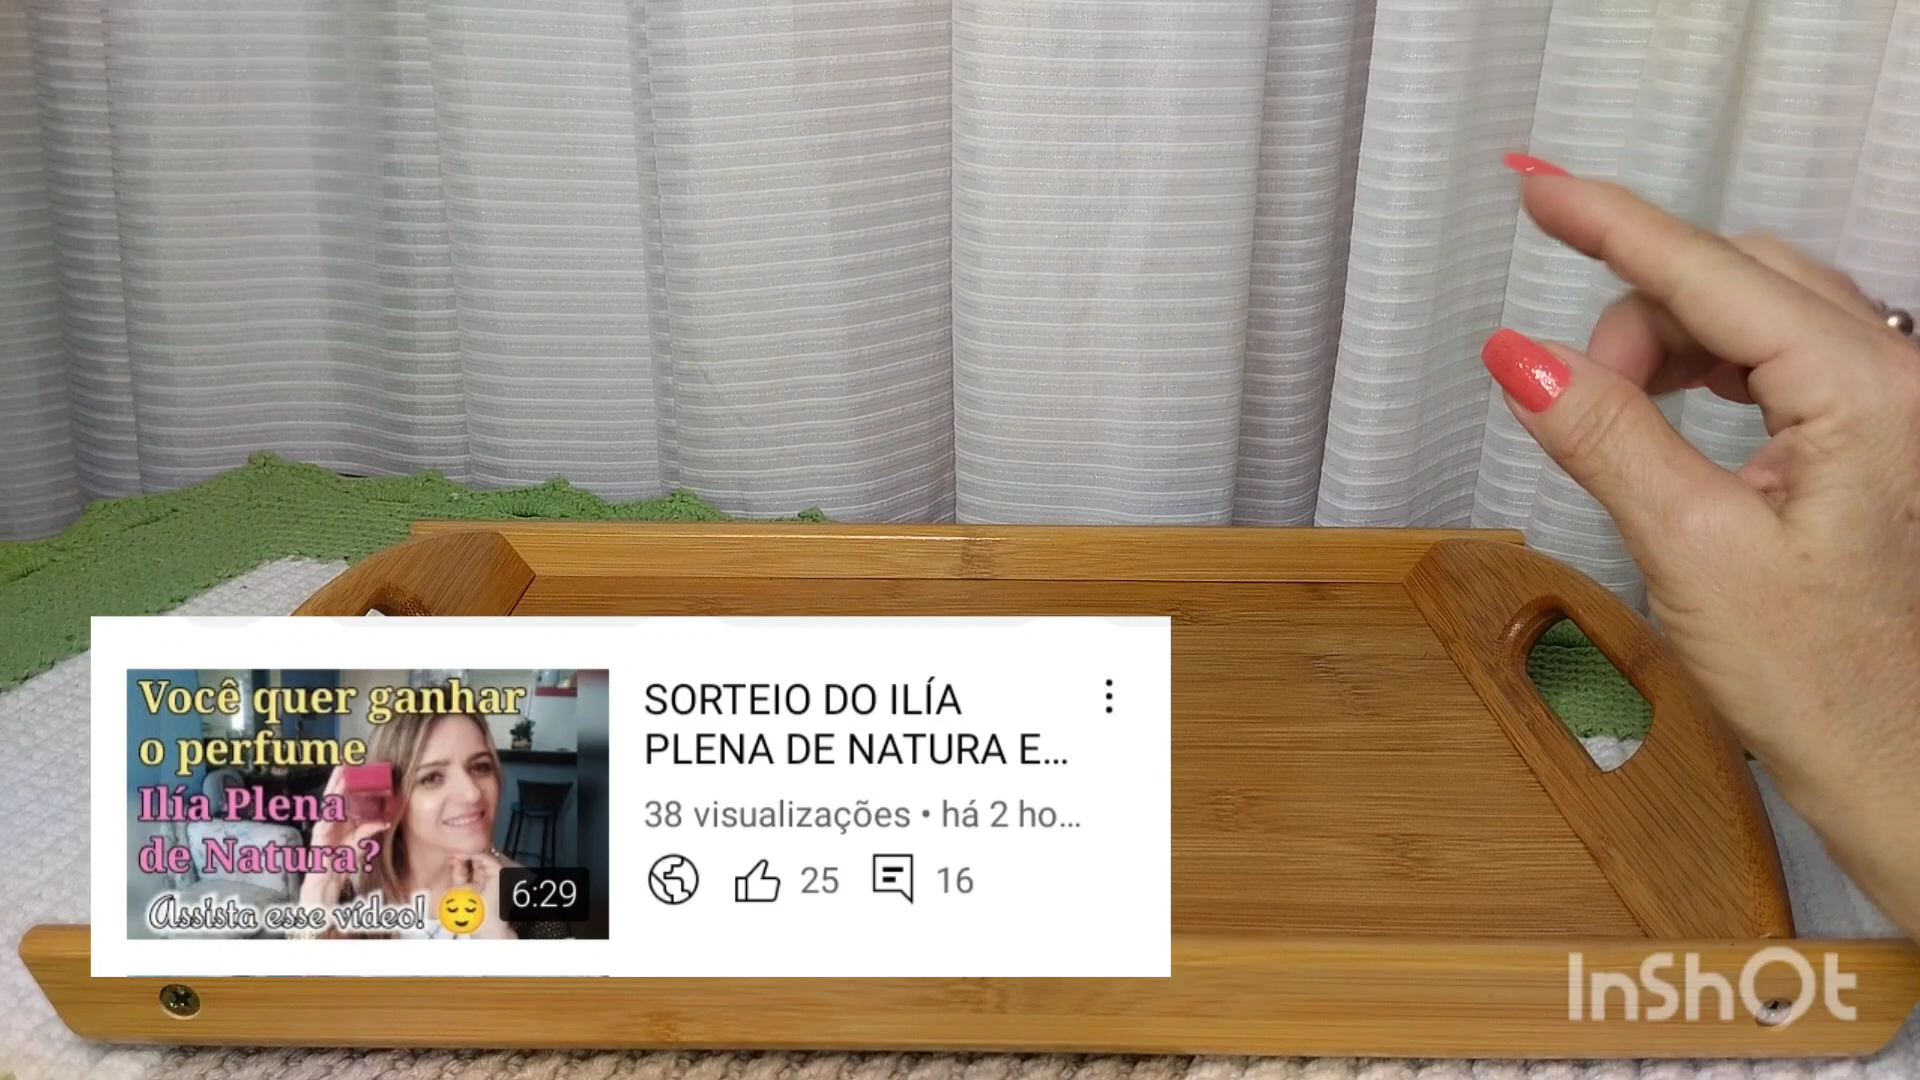 Você quer ganhar
o perfume
Ilía Plena
de Natura?
Assista esse vídeo!
6:29
SORTEIO DO ILÍA
PLENA DE NATURA E...
38 visualizações • há 2 ho...
25
16
InShOt